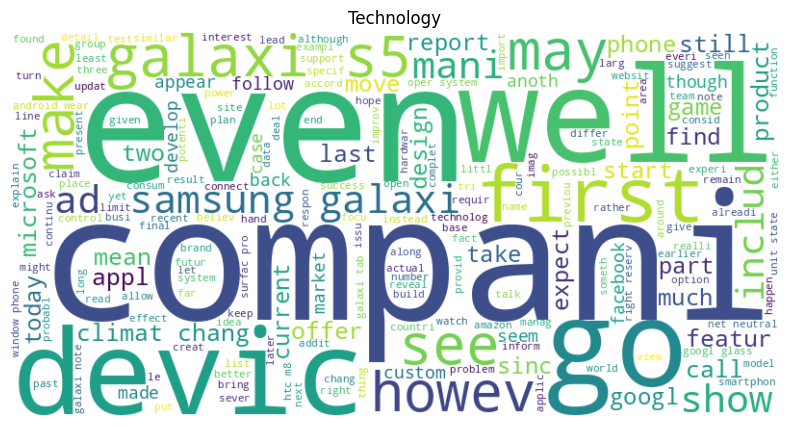 Technology
found
detail
test
similar
interest
lead
although
galaxi s5
mani
may
report
phone
still
group
least
three
exampl
support
specif
accord
import
everi
seen
suggest
product
function
turn
updat
make
even
well
appear
follow
move
anoth
larg
websit
though
android wear
power
oper system
area
team
note
game
line
present
given
site
plan
lot
hope
improv
design
point
consid
find
develop
potenti
two
case
end
data
deal
last
hardwar
complet
differ
state
microsoft
claim
place
yet
consum
result
back
connect
success
open
littl
tri
possibl
experi
start
includ
either
explain
ask
limit
ad
samsung galaxi
requir
cour
imag
first
remain
continu
busi
recent
believ
hand
respon
focu
instead
technolog
name
previou
rather
alreadi
control
final
issu
base
around
give
today
mean
brand
futur
compani
along
fact
take
expect
facebook
right reserv
realli
earlier
part
unit state
might
appl
long
let
system
surfac pro
market
galaxi tab
actual
number
reveal
provid
someth
option
much
happen
window phone
probabl
read
allow
far
keep
build
talk
climat chang
effect
idea
current
offer
countri
watch
amazon
manag
seem
go
net neutral
featur
devic
creat
later
addit
see
inform
sinc
googl glass
call
galaxi note
list
better
htc m8
chang
thing
custom
problem
applic
view
world
model
past
made
le
bring
sever
next
right
howev
googl
show
smartphon
put